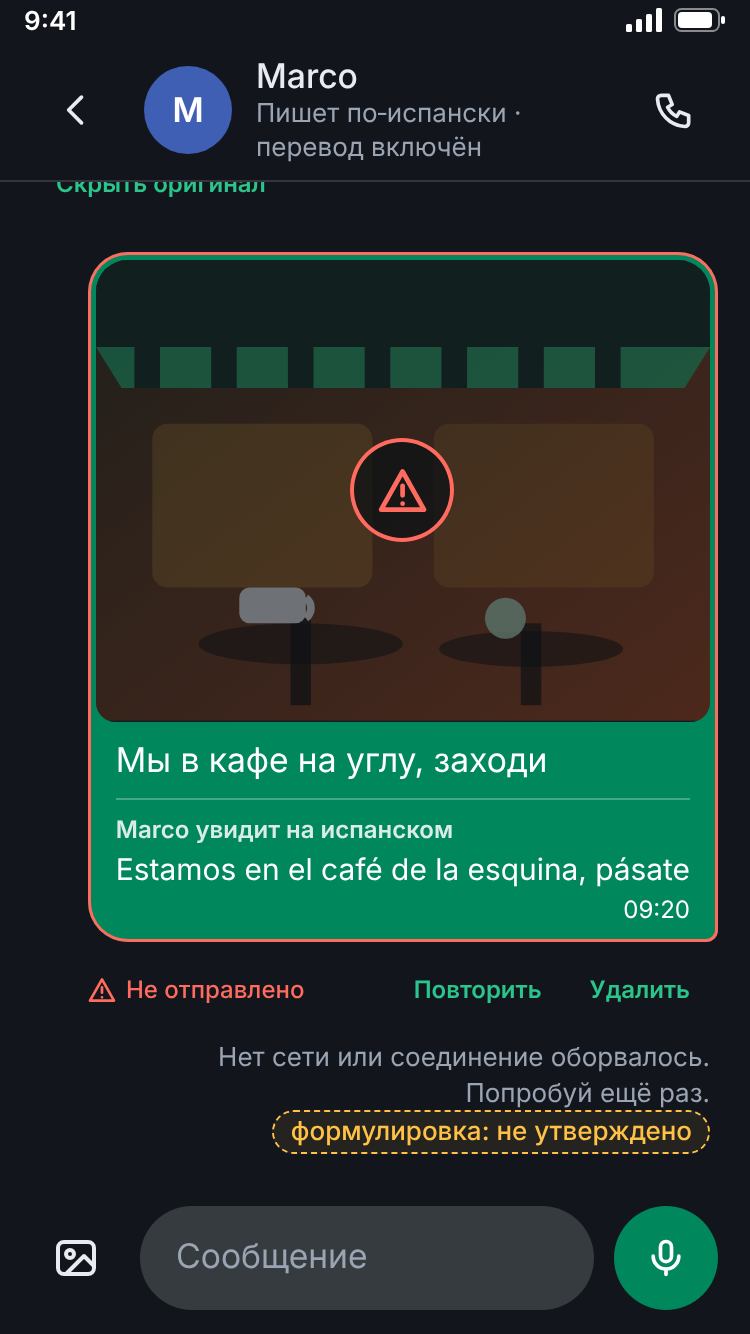 9:41
M
Marco
Пишет по-испански ·
перевод включён
Скрыть оригинал
Мы в кафе на углу, заходи
Marco увидит на испанском
Estamos en el café de la esquina, pásate
09:20
Не отправлено
Повторить
Удалить
Нет сети или соединение оборвалось.
Попробуй ещё раз.
формулировка: не утверждено
Сообщение